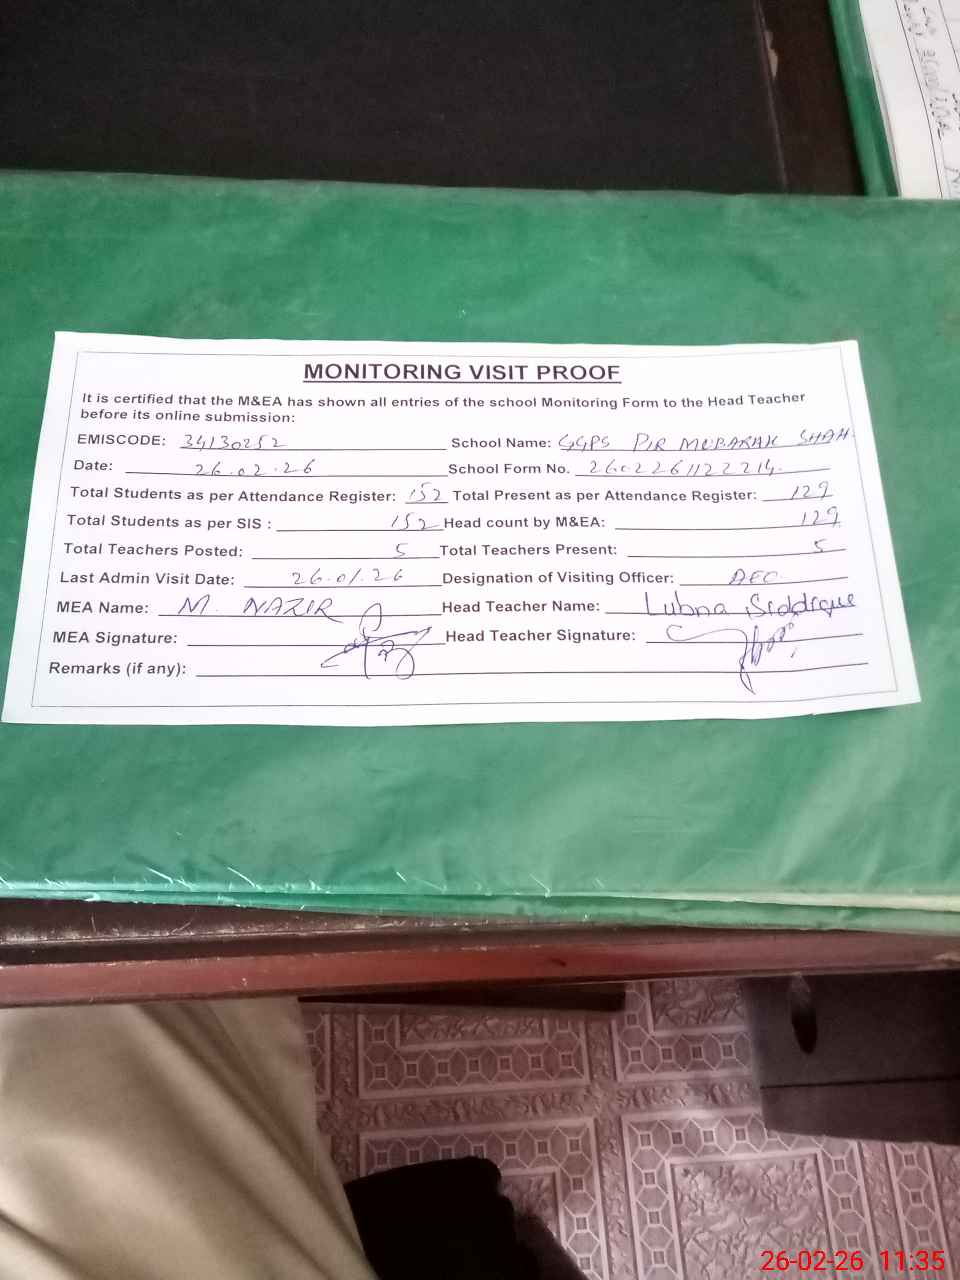 MONITORING VISIT PROOF
It is certified that the M&EA has shown all entries of the school Monitoring Form to the Head Teacher
before its online submission:
EMISCODE: 34130252 School Name: GGPS PIR MUBARAK SHAH
Date: 26.02.26 School Form No. 260226112 2214
Total Students as per Attendance Register: 152 Total Present as per Attendance Register: 129
Total Students as per SIS : 152 Head count by M&EA: 129
Total Teachers Posted: 5 Total Teachers Present: 5
Last Admin Visit Date: 26.01.26 Designation of Visiting Officer: AEO
MEA Name: M. NAZIR Head Teacher Name: Lubna Siddique
MEA Signature: Head Teacher Signature:
Remarks (if any):
26-02-26 11:35